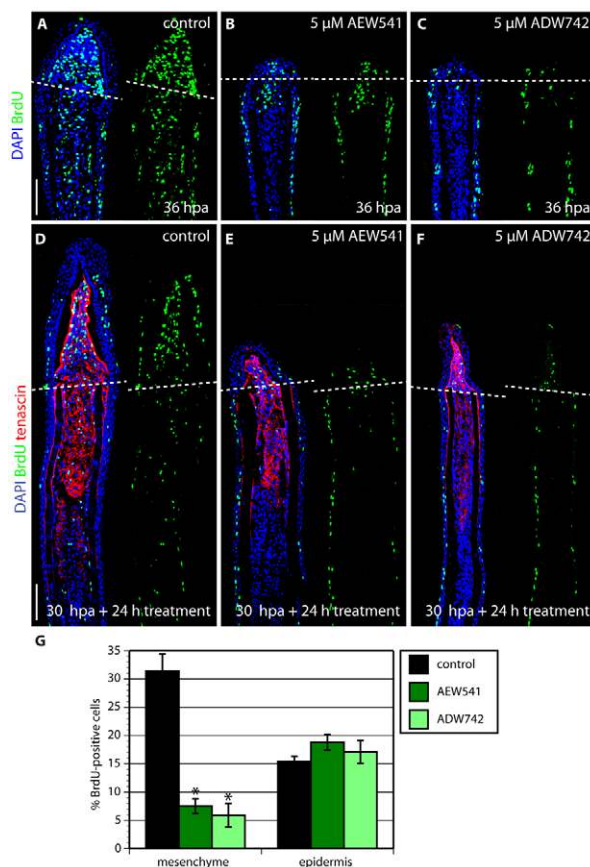 A control
B 5 µM AEW541
C 5 µM ADW742
DAPI BrdU
36 hpa
36 hpa
36 hpa
D control
E 5 µM AEW541
F 5 µM ADW742
DAPI BrdU tenascin
30 hpa + 24 h treatment
30 hpa + 24 h treatment
30 hpa + 24 h treatment
G
% BrdU-positive cells
35
30
25
20
15
10
5
0
* *
mesenchyme epidermis
control
AEW541
ADW742